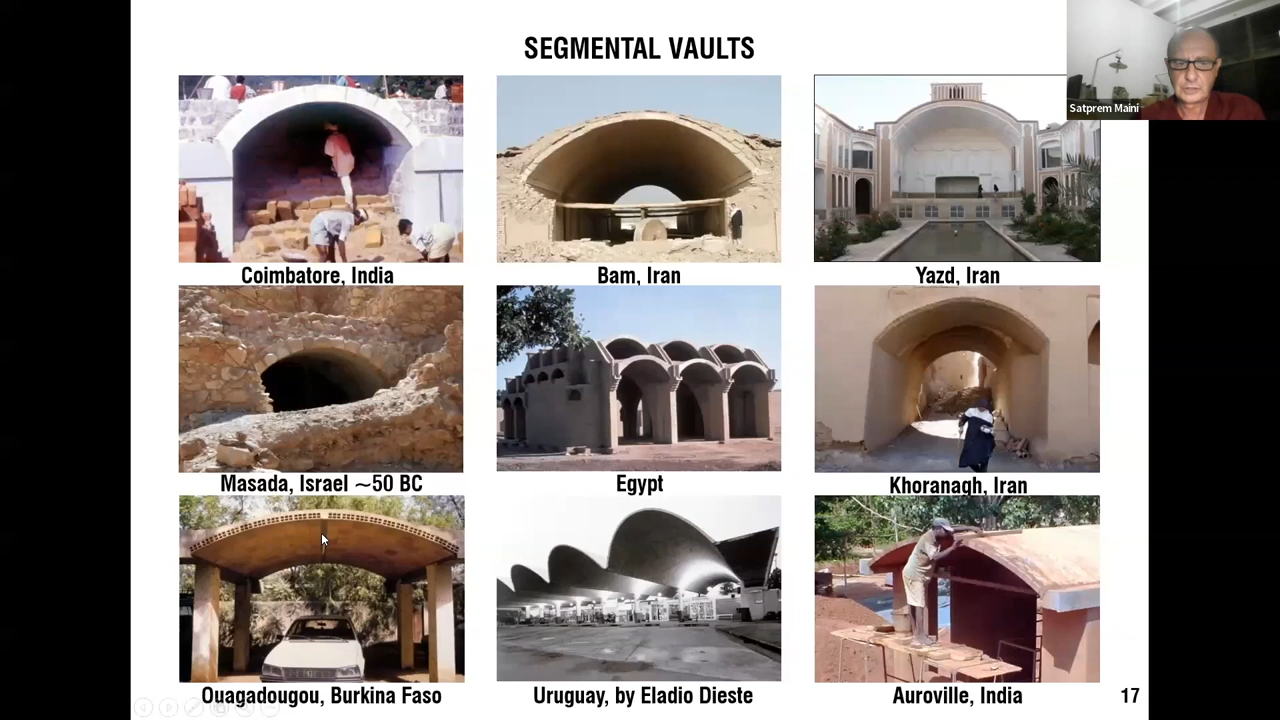 SEGMENTAL VAULTS
Satprem Maini
Coimbatore, India
Bam, Iran
Yazd, Iran
Masada, Israel ~50 BC
Egypt
Khoranaqh, Iran
Ouagadougou, Burkina Faso
Uruguay, by Eladio Dieste
Auroville, India
17